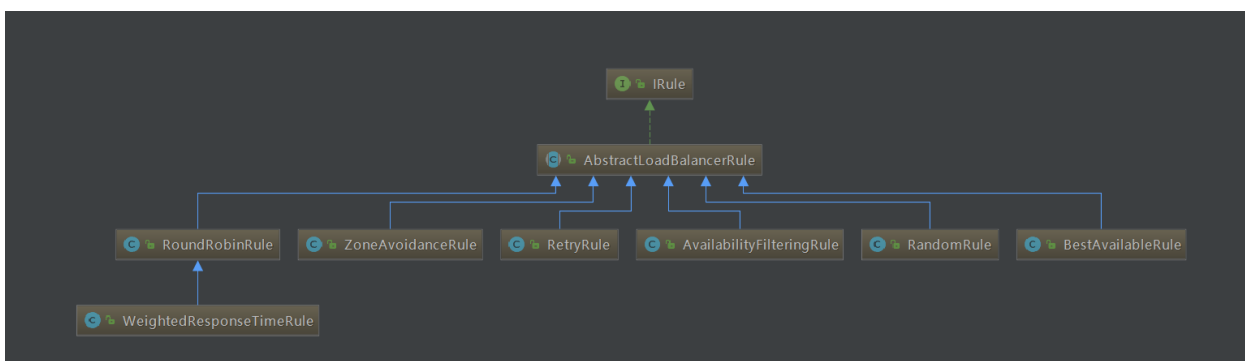 IRule
AbstractLoadBalancerRule
RoundRobinRule ZoneAvoidanceRule RetryRule AvailabilityFilteringRule RandomRule BestAvailableRule
WeightedResponseTimeRule